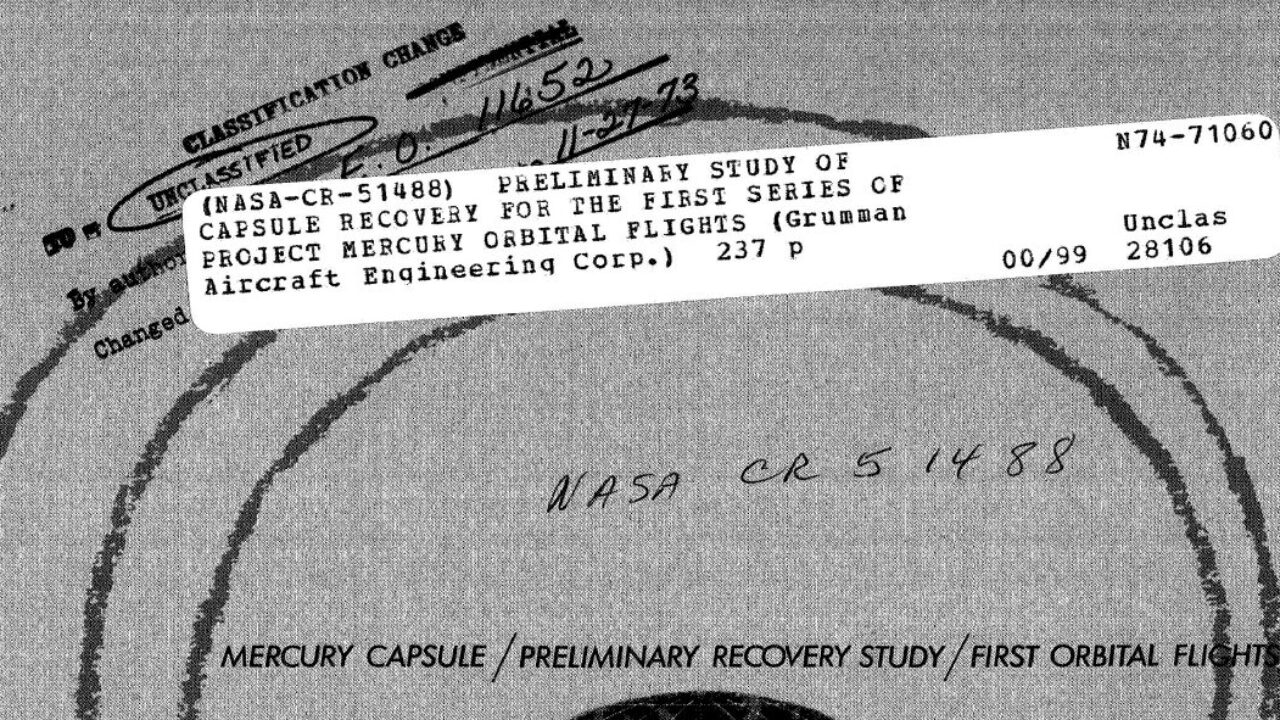 CLASSIFICATION CHANGE
TO - UNCLASSIFIED
By author
E. O. 11652
Changed
11-27-73
(NASA-CR-51488) PRELIMINARY STUDY OF
CAPSULE RECOVERY FOR THE FIRST SERIES OF
PROJECT MERCURY ORBITAL FLIGHTS (Grumman
Aircraft Engineering Corp.) 237 p
N74-71060
Unclas
00/99 28106
NASA CR 51488
MERCURY CAPSULE / PRELIMINARY RECOVERY STUDY / FIRST ORBITAL FLIGHTS